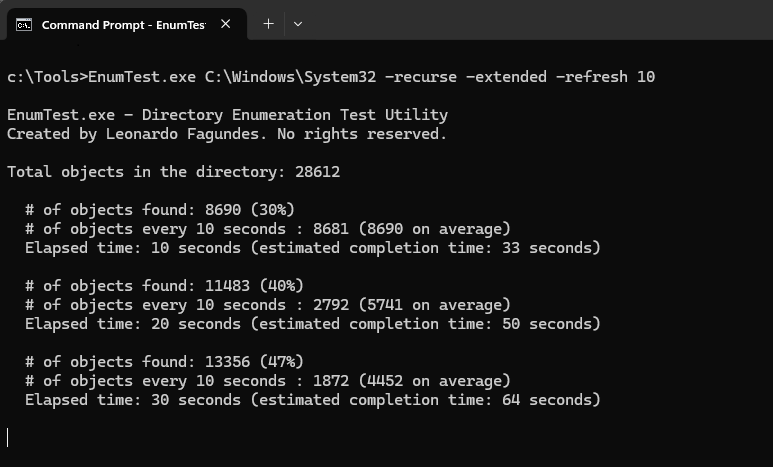 Command Prompt - EnumTes
c:\Tools>EnumTest.exe C:\Windows\System32 -recurse -extended -refresh 10
EnumTest.exe - Directory Enumeration Test Utility
Created by Leonardo Fagundes. No rights reserved.
Total objects in the directory: 28612
# of objects found: 8690 (30%)
# of objects every 10 seconds : 8681 (8690 on average)
Elapsed time: 10 seconds (estimated completion time: 33 seconds)
# of objects found: 11483 (40%)
# of objects every 10 seconds : 2792 (5741 on average)
Elapsed time: 20 seconds (estimated completion time: 50 seconds)
# of objects found: 13356 (47%)
# of objects every 10 seconds : 1872 (4452 on average)
Elapsed time: 30 seconds (estimated completion time: 64 seconds)